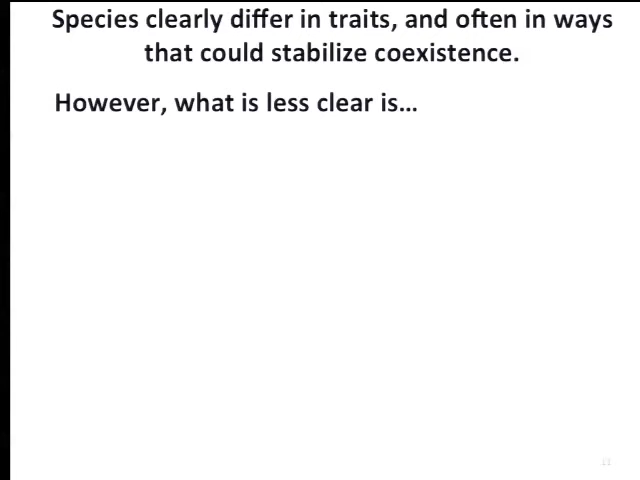 Species clearly differ in traits, and often in ways
that could stabilize coexistence.
However, what is less clear is...